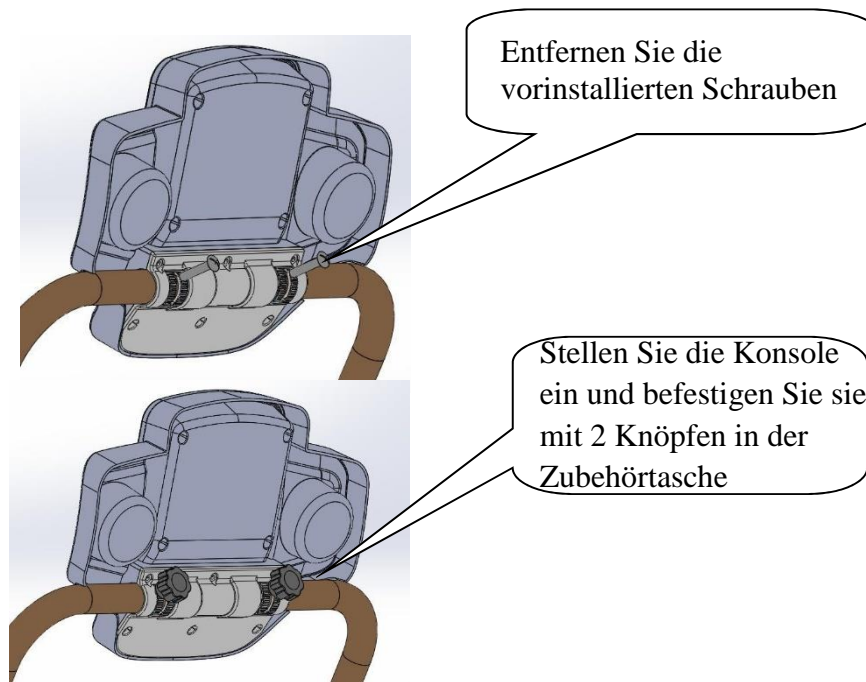 Entfernen Sie die
vorinstallierten Schrauben
Stellen Sie die Konsole
ein und befestigen Sie sie
mit 2 Knöpfen in der
Zubehörtasche